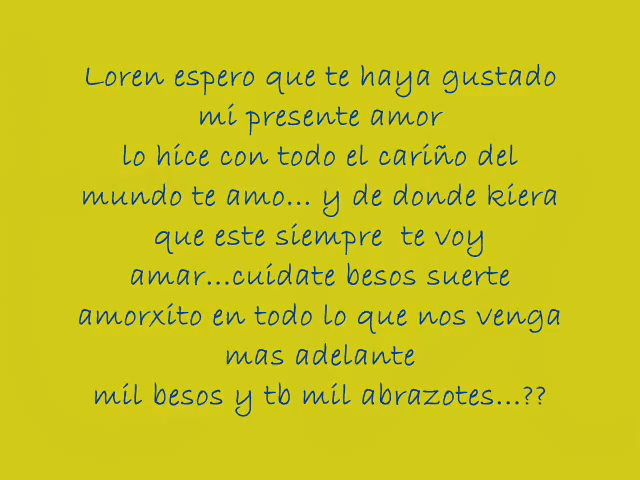 Loren espero que te haya gustado
mi presente amor
lo hice con todo el cariño del
mundo te amo... y de donde kiera
que este siempre te voy
amar...cuidate besos suerte
amorxito en todo lo que nos venga
mas adelante
mil besos y tb mil abrazotes...??